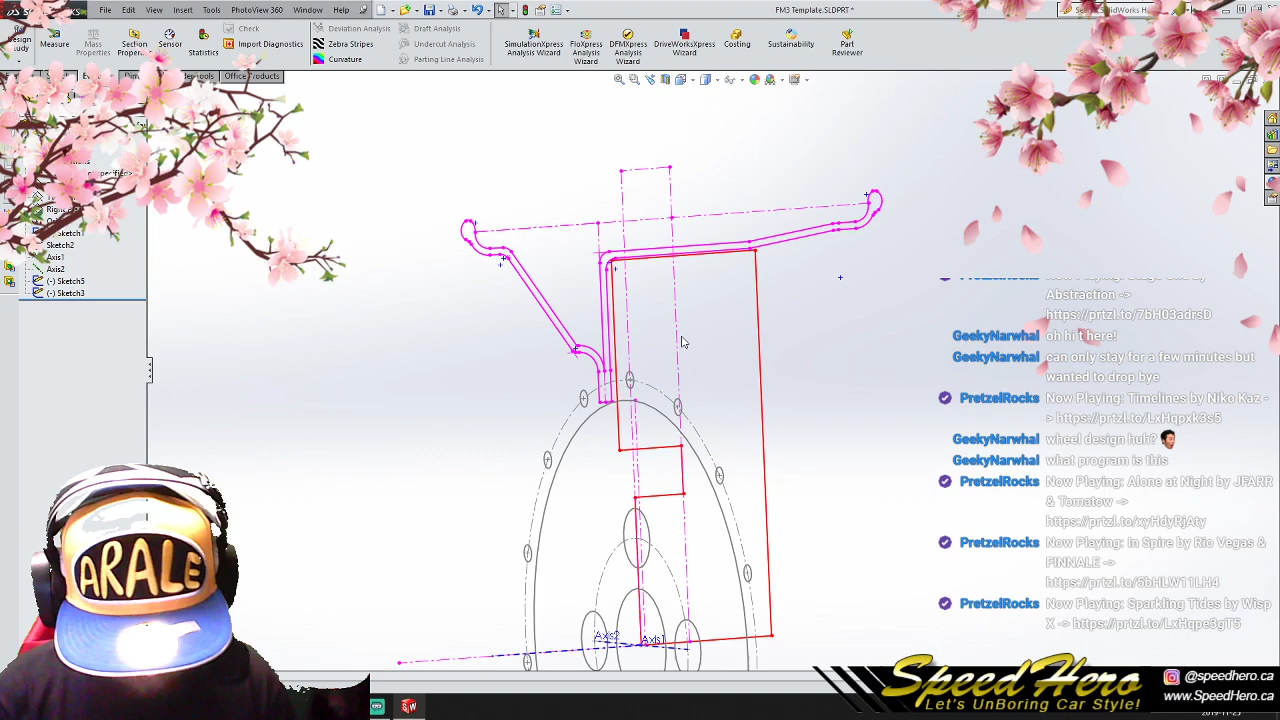 File Edit View Insert Tools PhotoView 360 Window Help
FM3 Template.SLDPRT *
Design Study
Measure
Mass Properties
Section
Sensor
Statistics
Check
Import Diagnostics
Deviation Analysis
Zebra Stripes
Curvature
Draft Analysis
Undercut Analysis
Parting Line Analysis
SimulationXpress Analysis Wizard
FloXpress Analysis Wizard
DFMXpress Analysis Wizard
DriveWorksXpress Wizard
Costing
Sustainability
Part Reviewer
Office Products
Sketch2
Axis1
Axis2
(-) Sketch5
(-) Sketch3
Abstraction ->
https://prtzl.to/7bH03adrsD
GeekyNarwhal oh hi t here!
GeekyNarwhal can only stay for a few minutes but
wanted to drop bye
PretzelRocks Now Playing: Timelines by Niko Kaz -
> https://prtzl.to/LxHqpxk3s5
GeekyNarwhal wheel design huh?
GeekyNarwhal what program is this
PretzelRocks Now Playing: Alone at Night by JFARR
& Tomatow ->
https://prtzl.to/xyHdyRjAty
PretzelRocks Now Playing: In Spire by Rio Vegas &
FINNALE ->
https://prtzl.to/5bHLW11LH4
PretzelRocks Now Playing: Sparkling Tides by Wisp
X -> https://prtzl.to/LxHqpe3gT5
Axis2
Axis1
ARALE
SpeedHero
Let's UnBoring Car Style!
@speedhero.ca
www.SpeedHero.ca